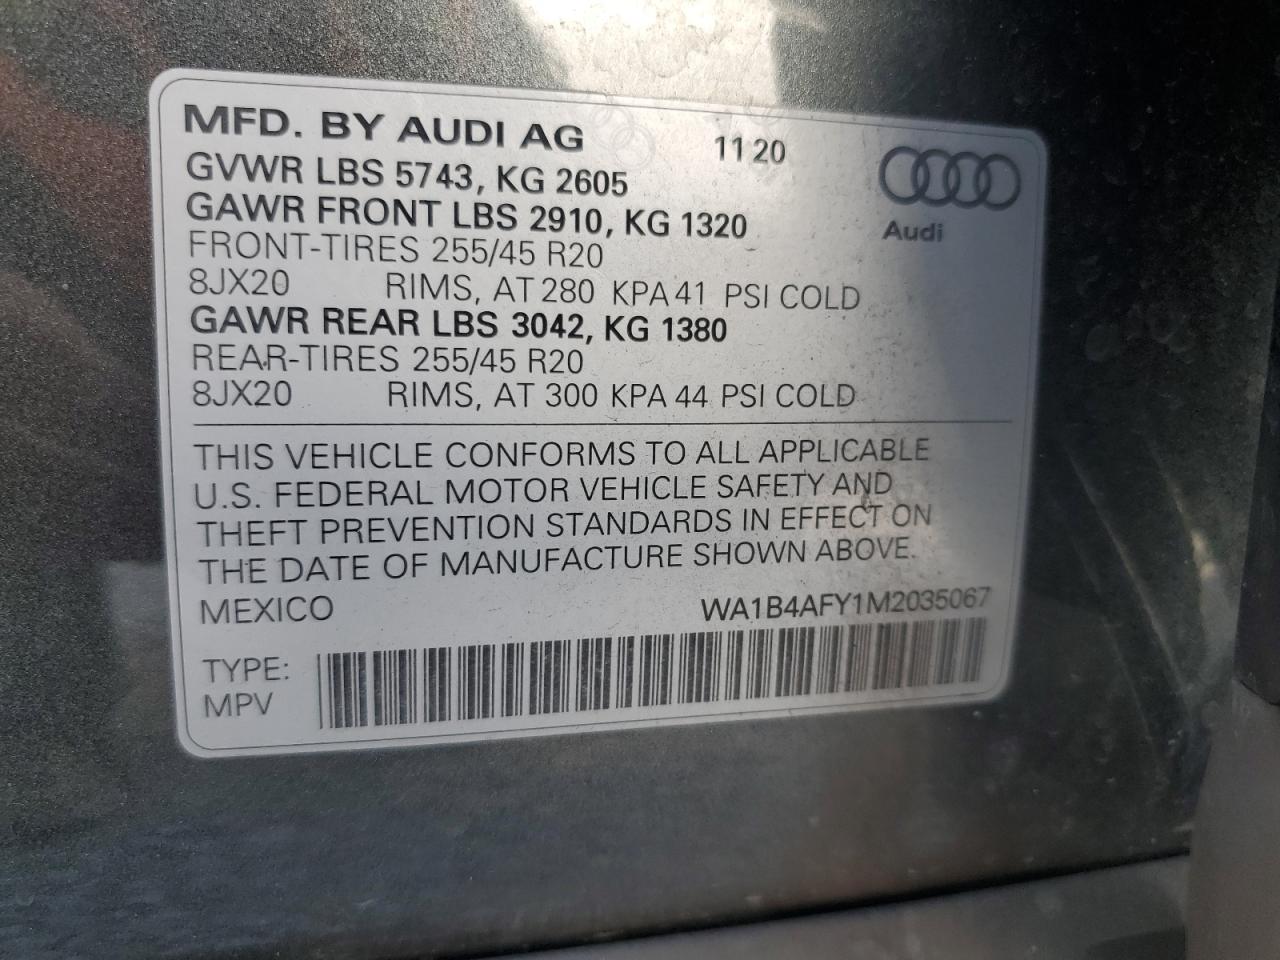 MFD. BY AUDI AG 11 20
GVWR LBS 5743, KG 2605
GAWR FRONT LBS 2910, KG 1320
Audi
FRONT-TIRES 255/45 R20
8JX20 RIMS, AT 280 KPA 41 PSI COLD
GAWR REAR LBS 3042, KG 1380
REAR-TIRES 255/45 R20
8JX20 RIMS, AT 300 KPA 44 PSI COLD
THIS VEHICLE CONFORMS TO ALL APPLICABLE
U.S. FEDERAL MOTOR VEHICLE SAFETY AND
THEFT PREVENTION STANDARDS IN EFFECT ON
THE DATE OF MANUFACTURE SHOWN ABOVE.
MEXICO WA1B4AFY1M2035067
TYPE:
MPV